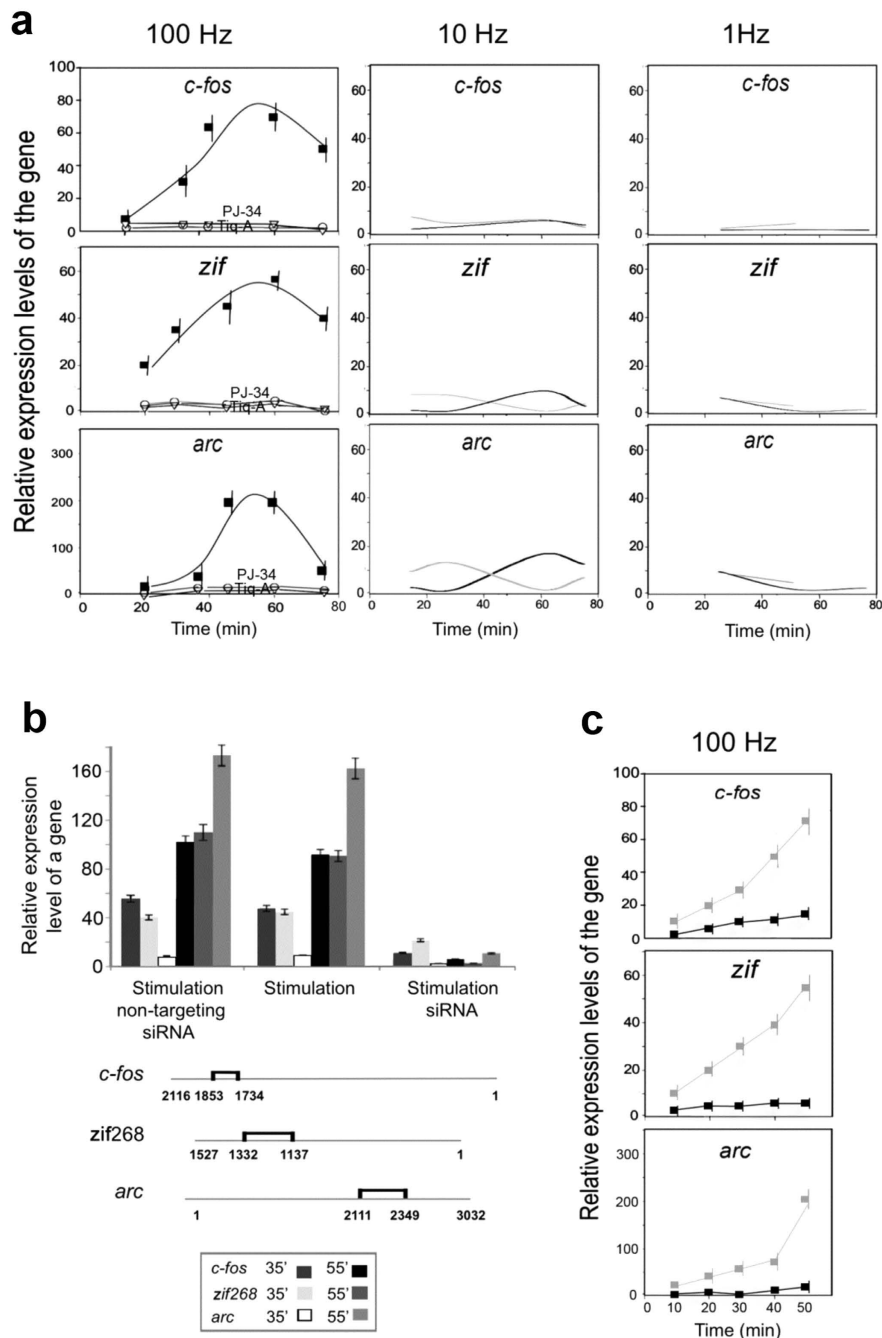 a
100 Hz 10 Hz 1Hz
Relative expression levels of the gene
c-fos c-fos c-fos
100
80 60 60
60 40 40
40 20 20
20 0 0
0
PJ-34
Tiq-A
zif zif zif
60 60 60
40 40 40
20 20 20
0 0 0
PJ-34
Tiq-A
arc arc arc
300 60 60
200 40 40
100 20 20
50 0 0
0
PJ-34
Tiq-A
0 20 40 60 80 0 20 40 60 80 0 20 40 60 80
Time (min) Time (min) Time (min)
b
Relative expression
level of a gene
160
120
80
40
0
Stimulation
non-targeting
siRNA
Stimulation
Stimulation
siRNA
c-fos
2116 1853 1734 1
zif268
1527 1332 1137 1
arc
1 2111 2349 3032
c-fos 35' 55'
zif268 35' 55'
arc 35' 55'
c
100 Hz
Relative expression levels of the gene
c-fos
100
80
60
40
20
0
zif
60
40
20
0
arc
300
200
100
50
0
0 10 20 30 40 50
Time (min)